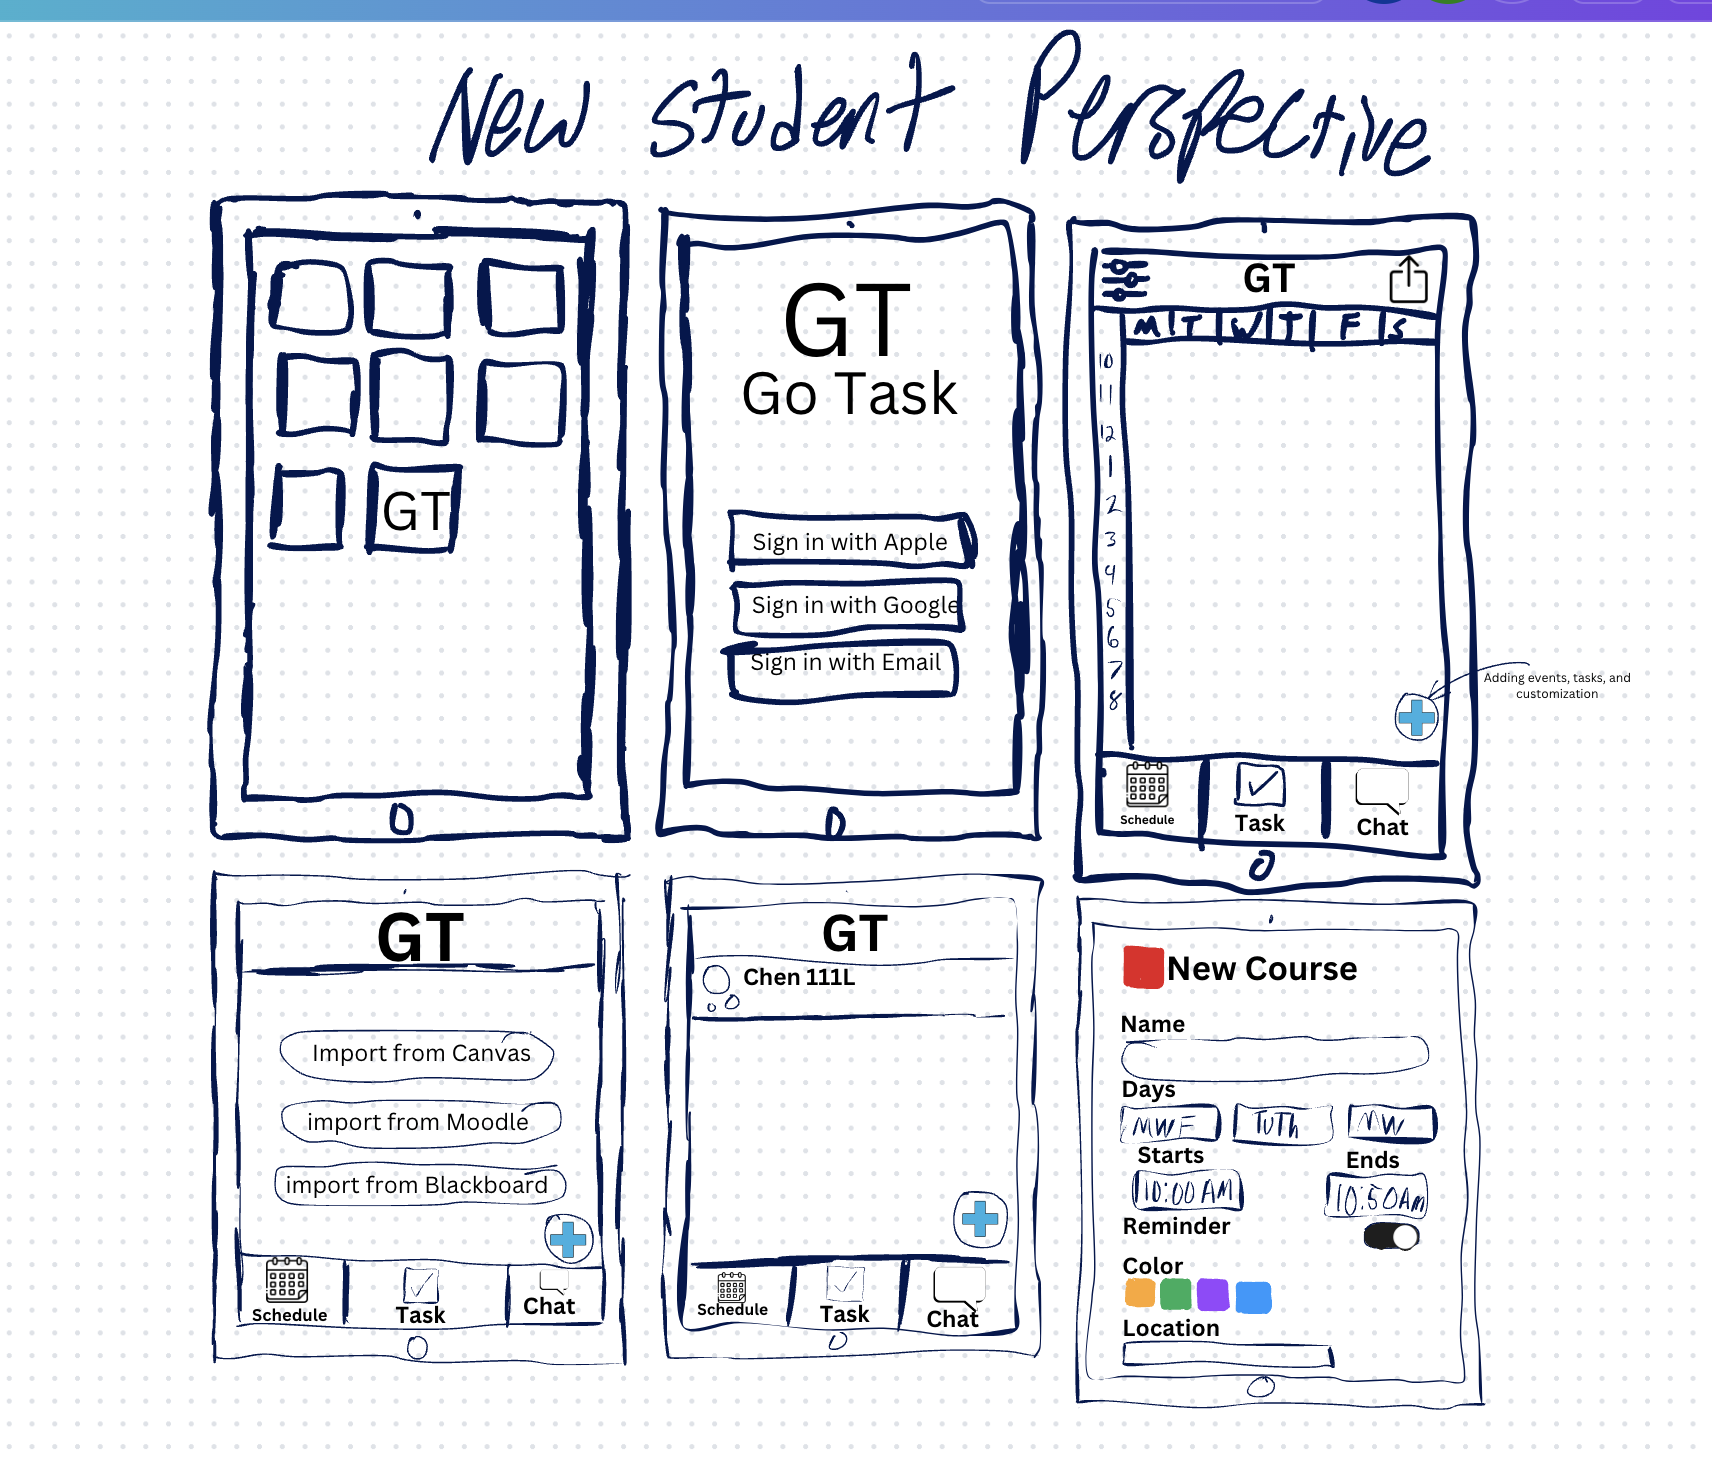 New Student Perspective
GT
GT
Go Task
Sign in with Apple
Sign in with Google
Sign in with Email
GT
M T W T F S
10
11
12
1
2
3
4
5
6
7
8
Adding events, tasks, and
customization
Schedule
Task
Chat
GT
Import from Canvas
import from Moodle
import from Blackboard
Schedule
Task
Chat
GT
Chen 111L
Schedule
Task
Chat
New Course
Name
Days
MWF TuTh MW
Starts Ends
10:00 AM 10:50 Am
Reminder
Color
Location